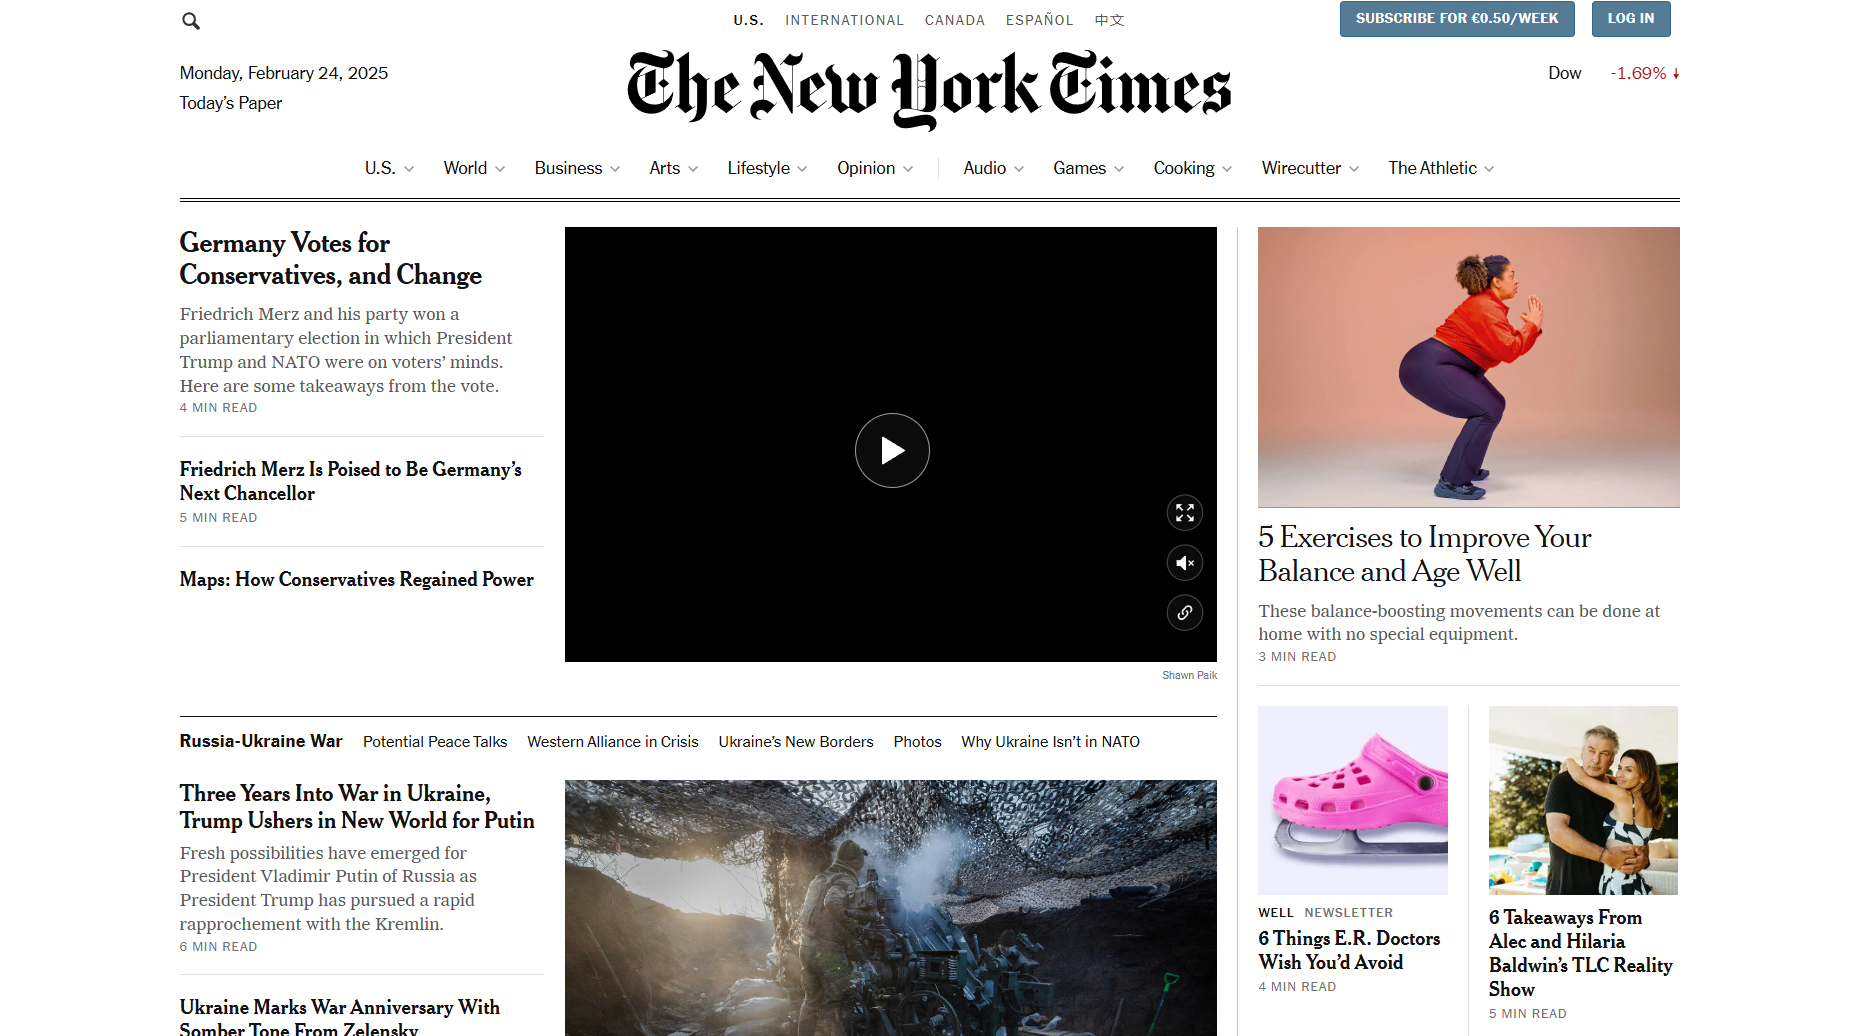 U.S. INTERNATIONAL CANADA ESPAÑOL 中文
SUBSCRIBE FOR €0.50/WEEK LOG IN
Monday, February 24, 2025
Today's Paper
The New York Times
Dow -1.69%
U.S. World Business Arts Lifestyle Opinion Audio Games Cooking Wirecutter The Athletic
Germany Votes for
Conservatives, and Change
Friedrich Merz and his party won a
parliamentary election in which President
Trump and NATO were on voters' minds.
Here are some takeaways from the vote.
4 MIN READ
Friedrich Merz Is Poised to Be Germany's
Next Chancellor
5 MIN READ
Maps: How Conservatives Regained Power
Shawn Paik
5 Exercises to Improve Your
Balance and Age Well
These balance-boosting movements can be done at
home with no special equipment.
3 MIN READ
Russia-Ukraine War Potential Peace Talks Western Alliance in Crisis Ukraine's New Borders Photos Why Ukraine Isn't in NATO
Three Years Into War in Ukraine,
Trump Ushers in New World for Putin
Fresh possibilities have emerged for
President Vladimir Putin of Russia as
President Trump has pursued a rapid
rapprochement with the Kremlin.
6 MIN READ
Ukraine Marks War Anniversary With
Somber Tone From Zelensky
WELL NEWSLETTER
6 Things E.R. Doctors
Wish You'd Avoid
4 MIN READ
6 Takeaways From
Alec and Hilaria
Baldwin's TLC Reality
Show
5 MIN READ